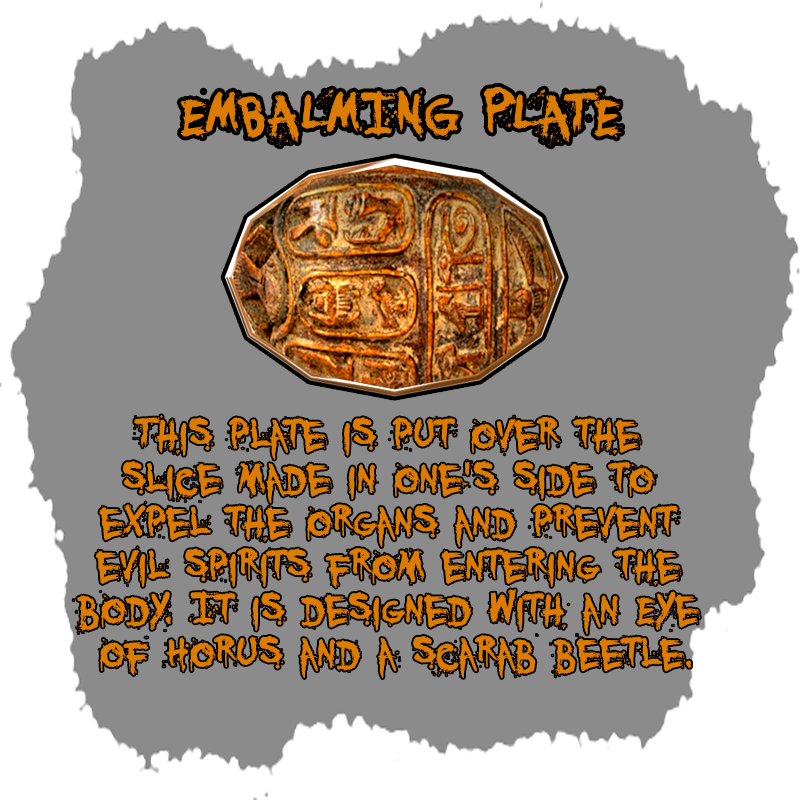 EMBALMING PLATE
THIS PLATE IS PUT OVER THE
SLICE MADE IN ONE'S SIDE TO
EXPEL THE ORGANS AND PREVENT
EVIL SPIRITS FROM ENTERING THE
BODY. IT IS DESIGNED WITH AN EYE
OF HORUS AND A SCARAB BEETLE.